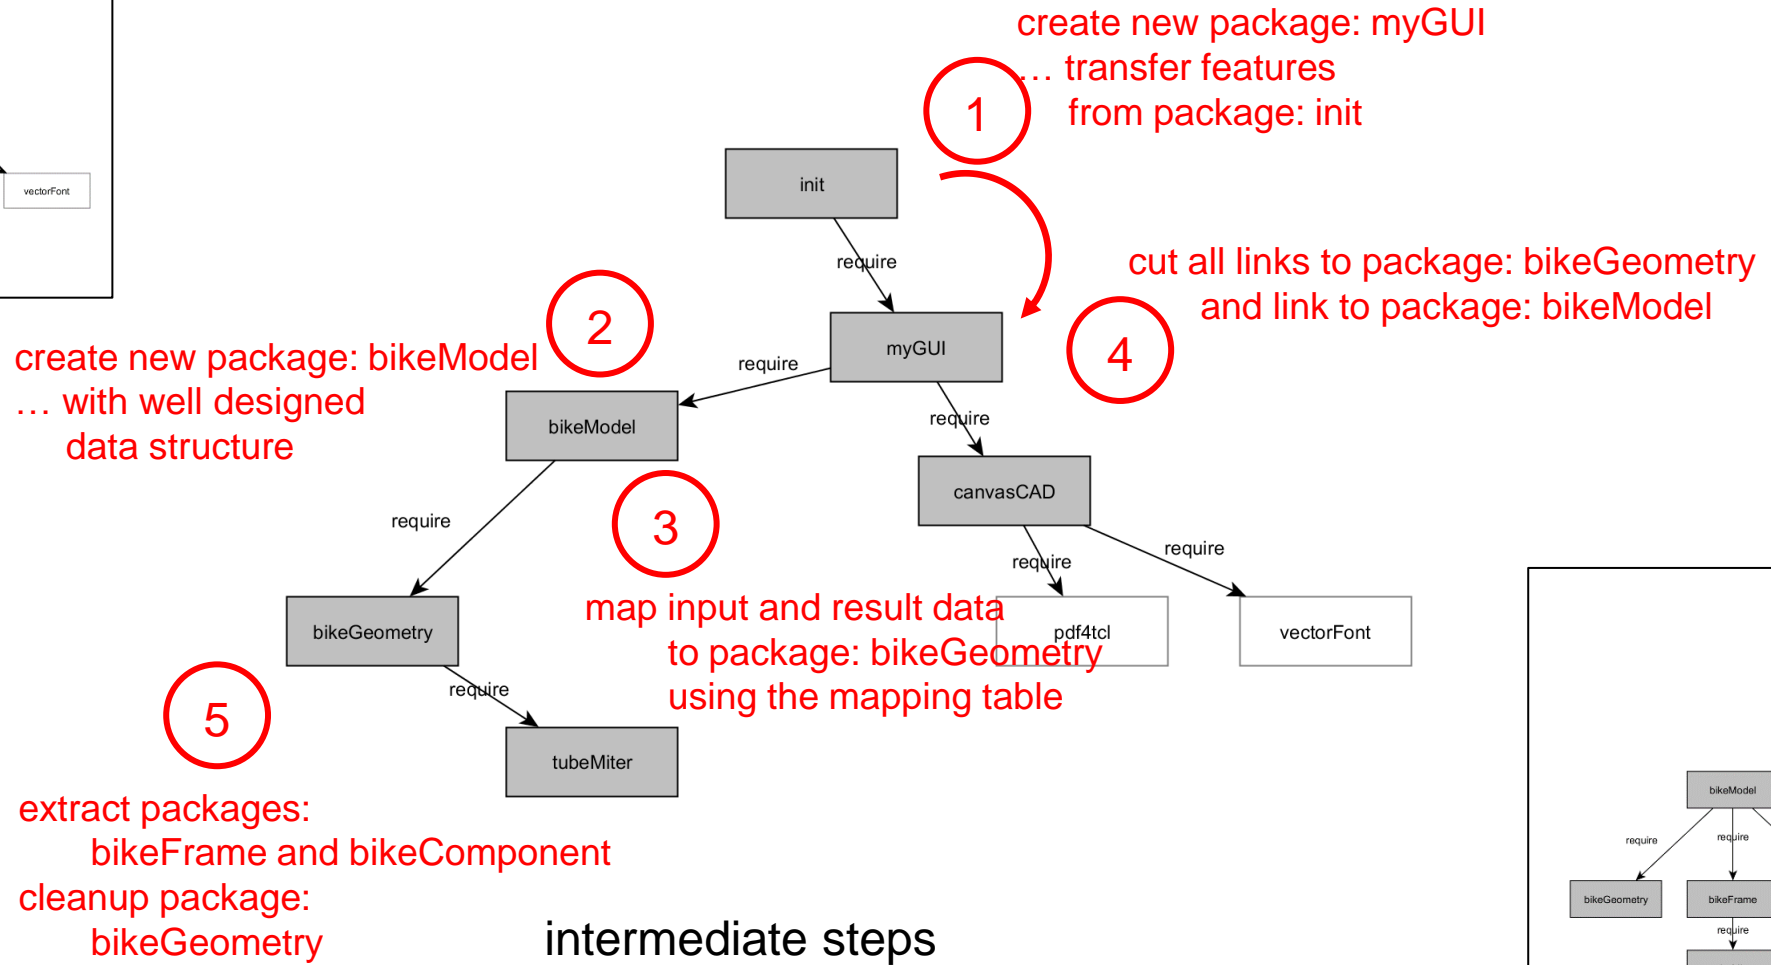 create new package: myGUI
… transfer features
from package: init
1
vectorFont
init
require
cut all links to package: bikeGeometry
and link to package: bikeModel
2
4
myGUI
create new package: bikeModel
… with well designed
data structure
require
bikeModel
require
canvasCAD
3
require
require
require
map input and result data
to package: bikeGeometry
using the mapping table
bikeGeometry
pdf4tcl
vectorFont
require
5
tubeMiter
extract packages:
bikeFrame and bikeComponent
cleanup package:
bikeGeometry
intermediate steps
bikeModel
require
require
bikeGeometry
bikeFrame
require